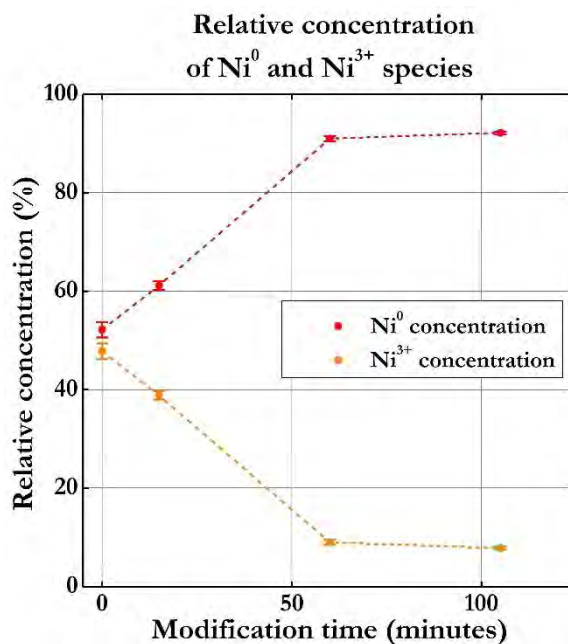 Relative concentration
of Ni⁰ and Ni³⁺ species
100
80
60
40
20
0
Relative concentration (%)
Ni⁰ concentration
Ni³⁺ concentration
0 50 100
Modification time (minutes)